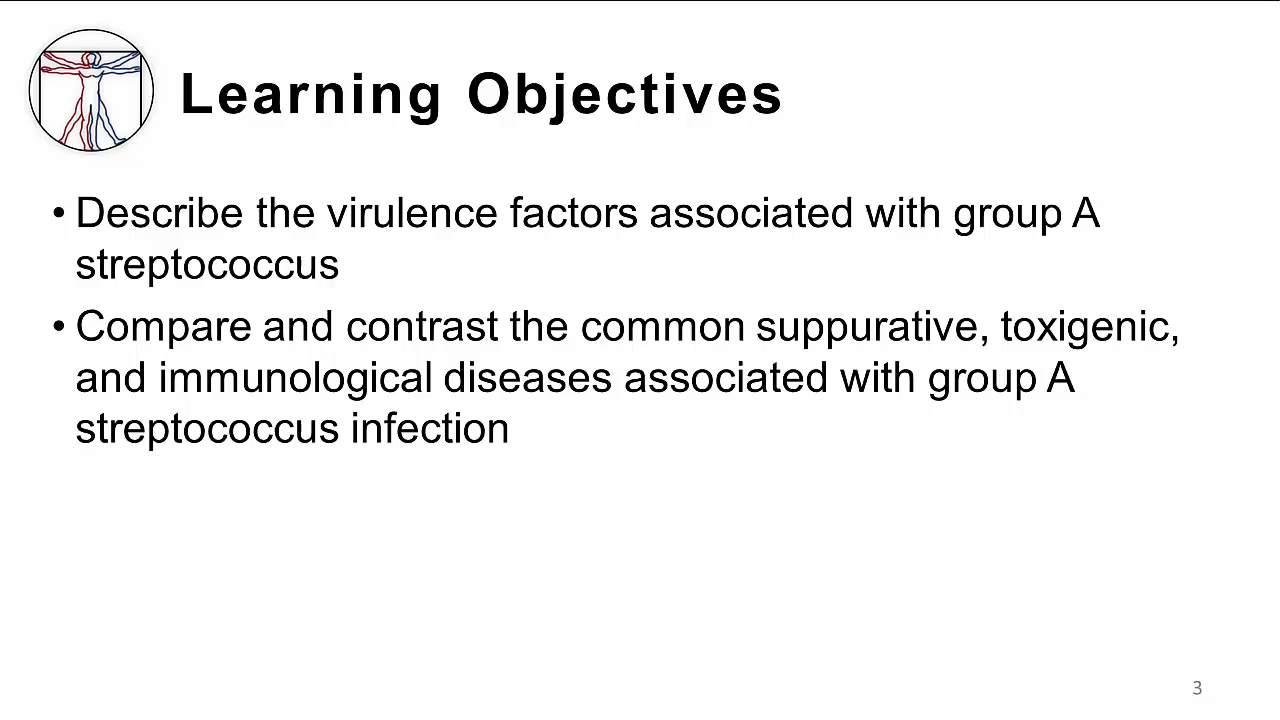 Learning Objectives
• Describe the virulence factors associated with group A
streptococcus
• Compare and contrast the common suppurative, toxigenic,
and immunological diseases associated with group A
streptococcus infection
3